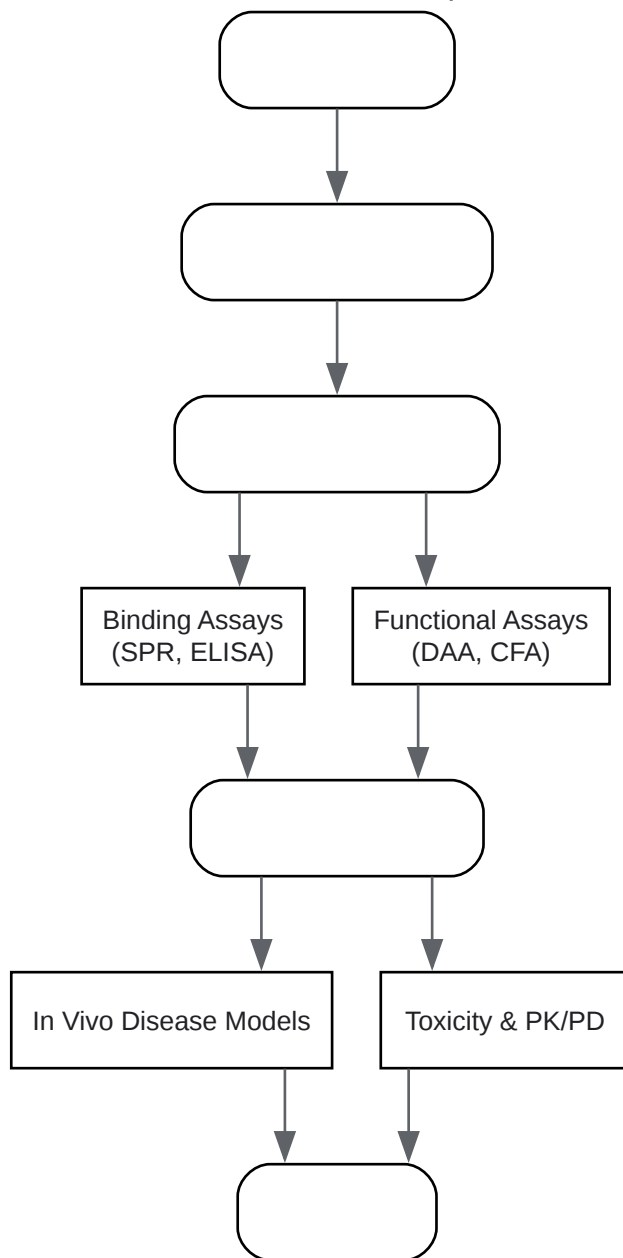 Binding Assays
(SPR, ELISA)
Functional Assays
(DAA, CFA)
In Vivo Disease Models
Toxicity & PK/PD